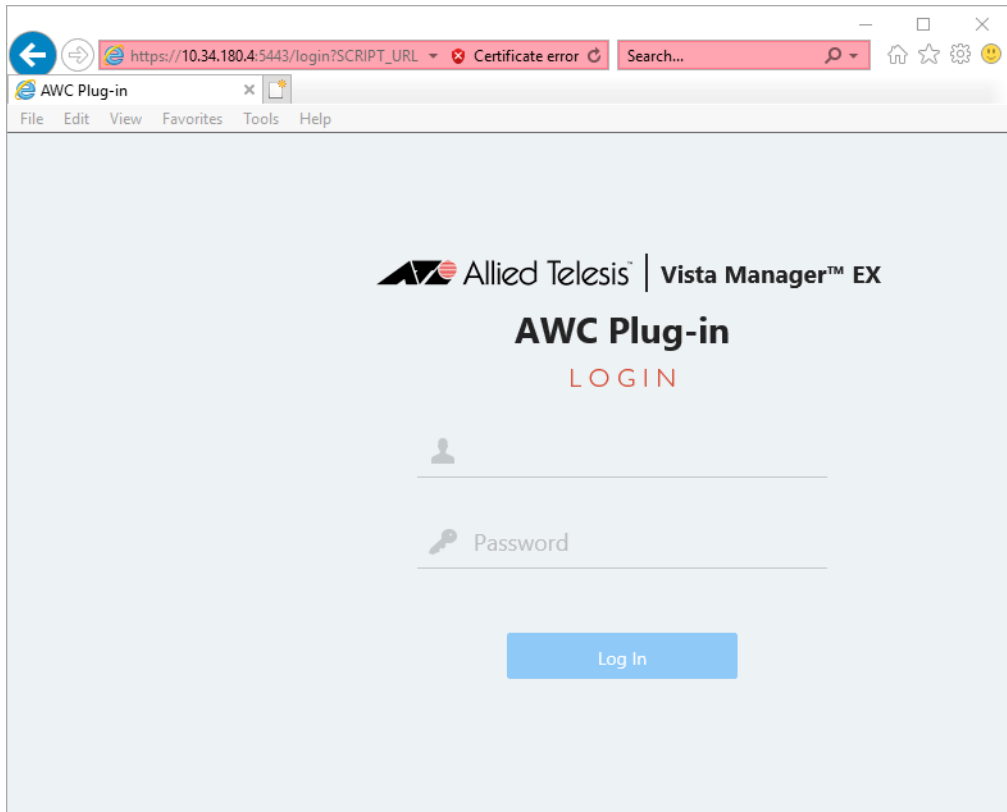 https://10.34.180.4:5443/login?SCRIPT_URL Certificate error Search...
AWC Plug-in
File Edit View Favorites Tools Help
Allied Telesis™ Vista Manager™ EX
AWC Plug-in
LOGIN
Password
Log In